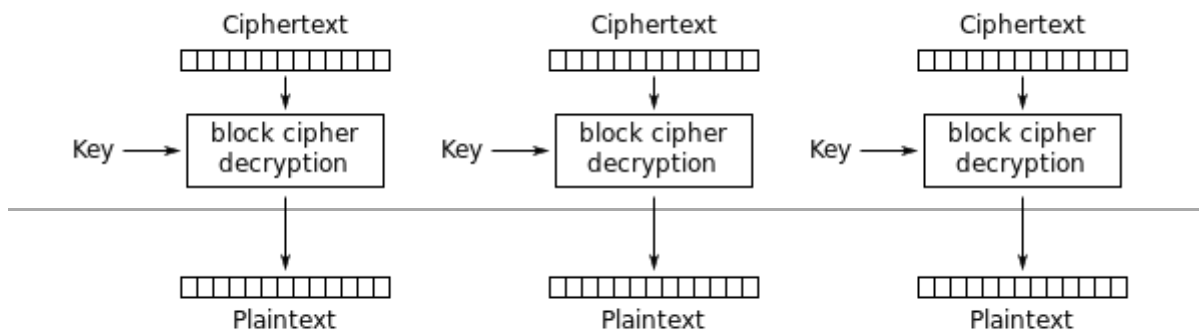 Ciphertext Ciphertext Ciphertext
Key block cipher decryption Key block cipher decryption Key block cipher decryption
Plaintext Plaintext Plaintext